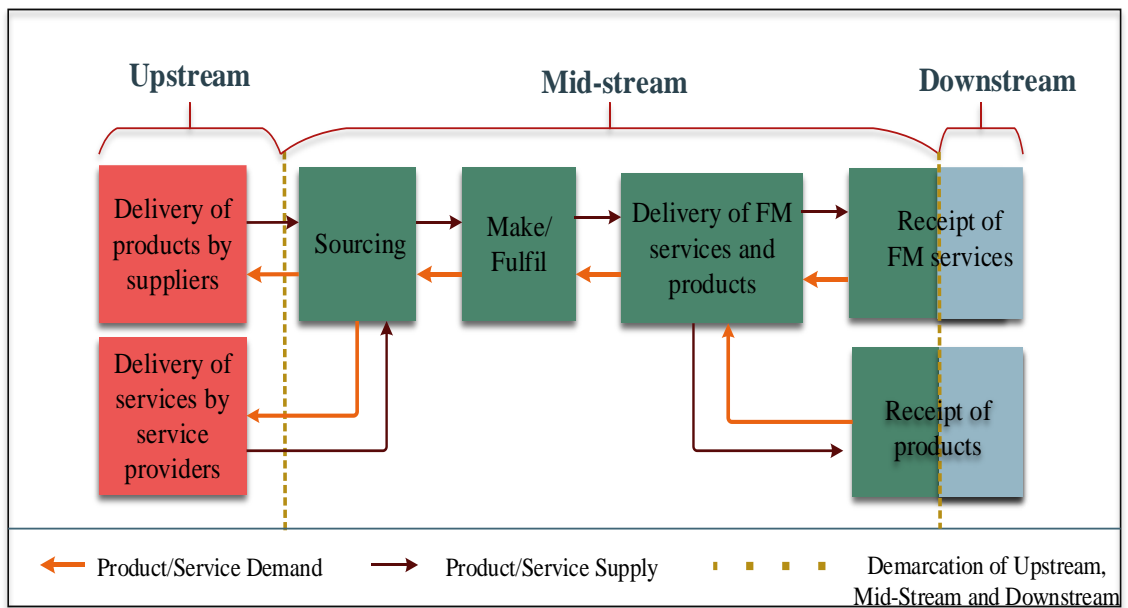 Upstream
Mid-stream
Downstream
Delivery of
products by
suppliers
Sourcing
Make/
Fulfil
Delivery of FM
services and
products
Receipt of
FM services
Delivery of
services by
service
providers
Receipt of
products
Product/Service Demand
Product/Service Supply
Demarcation of Upstream,
Mid-Stream and Downstream